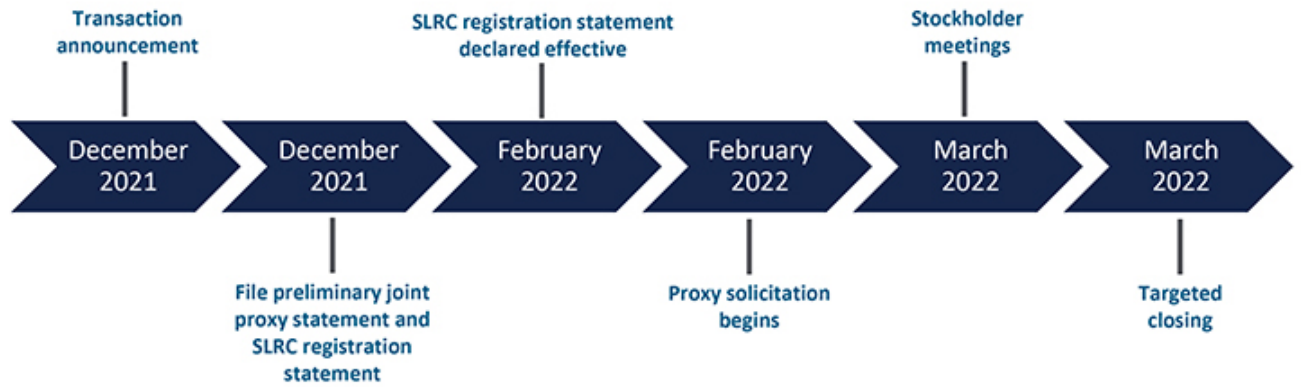 Transaction
announcement
SLRC registration statement
declared effective
Stockholder
meetings
December
2021
December
2021
February
2022
February
2022
March
2022
March
2022
File preliminary joint
proxy statement and
SLRC registration
statement
Proxy solicitation
begins
Targeted
closing